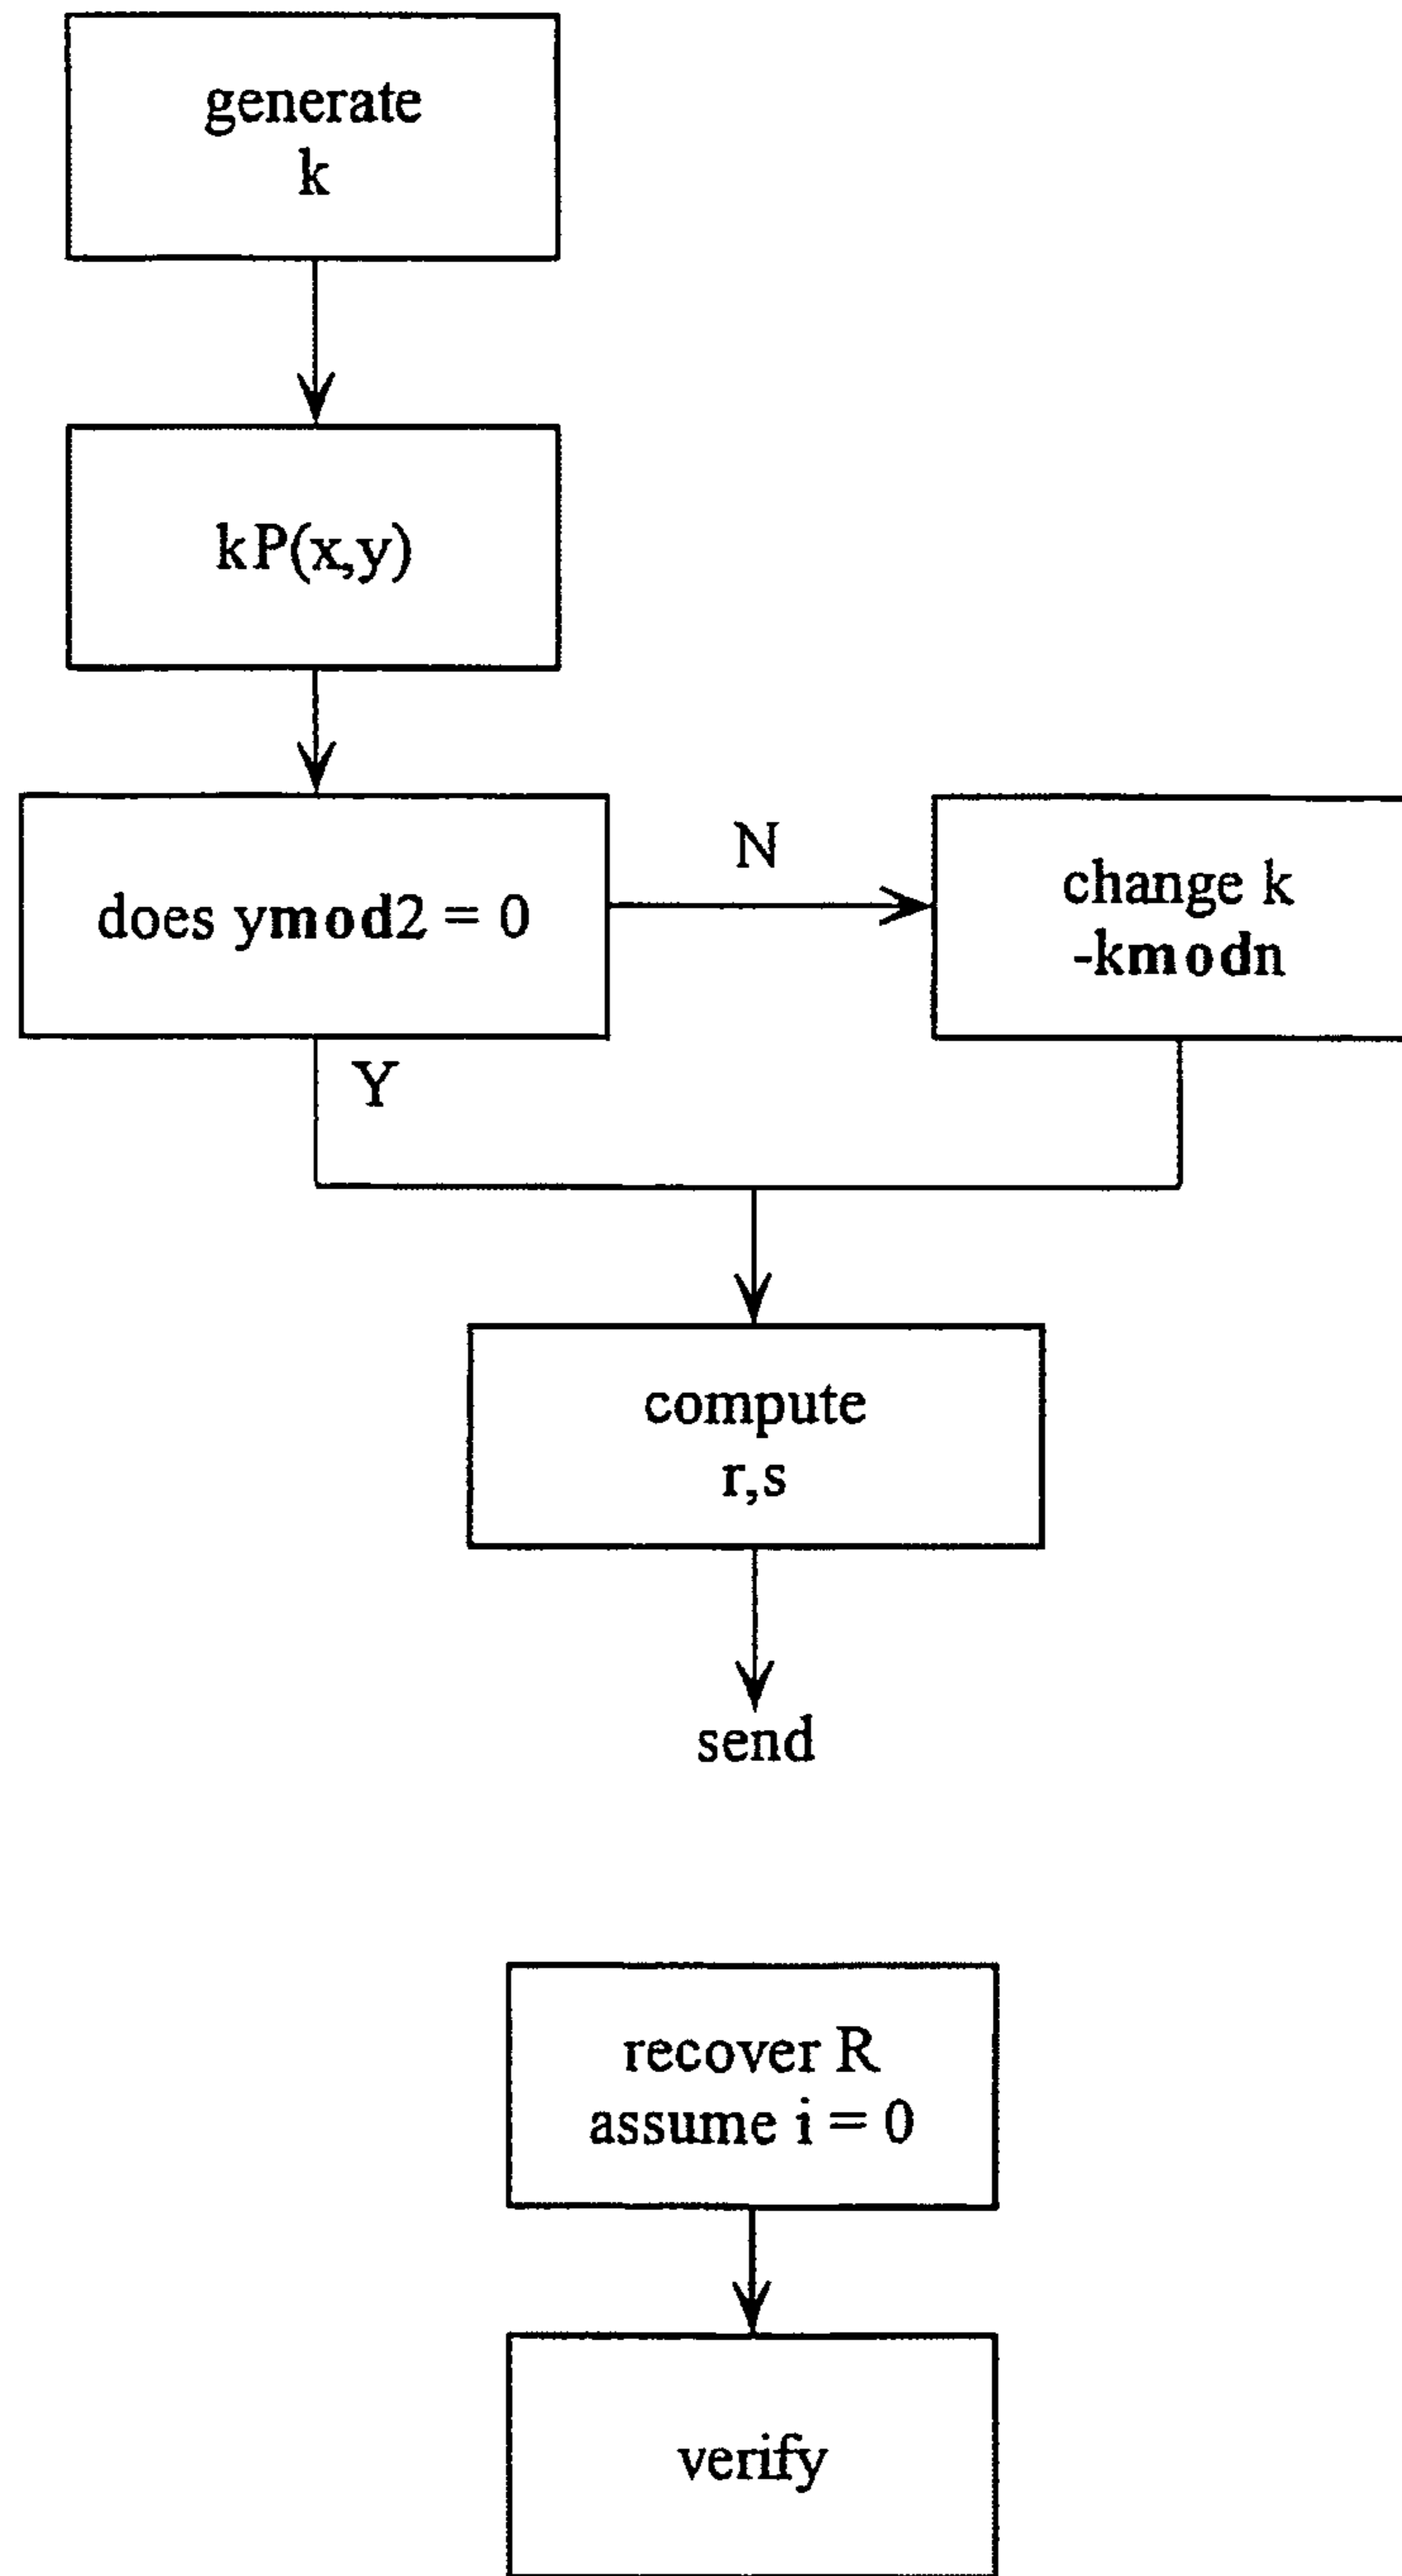 generate
k
kP(x,y)
does ymod2 = 0
N
change k
-kmodn
Y
compute
r,s
send
recover R
assume i = 0
verify